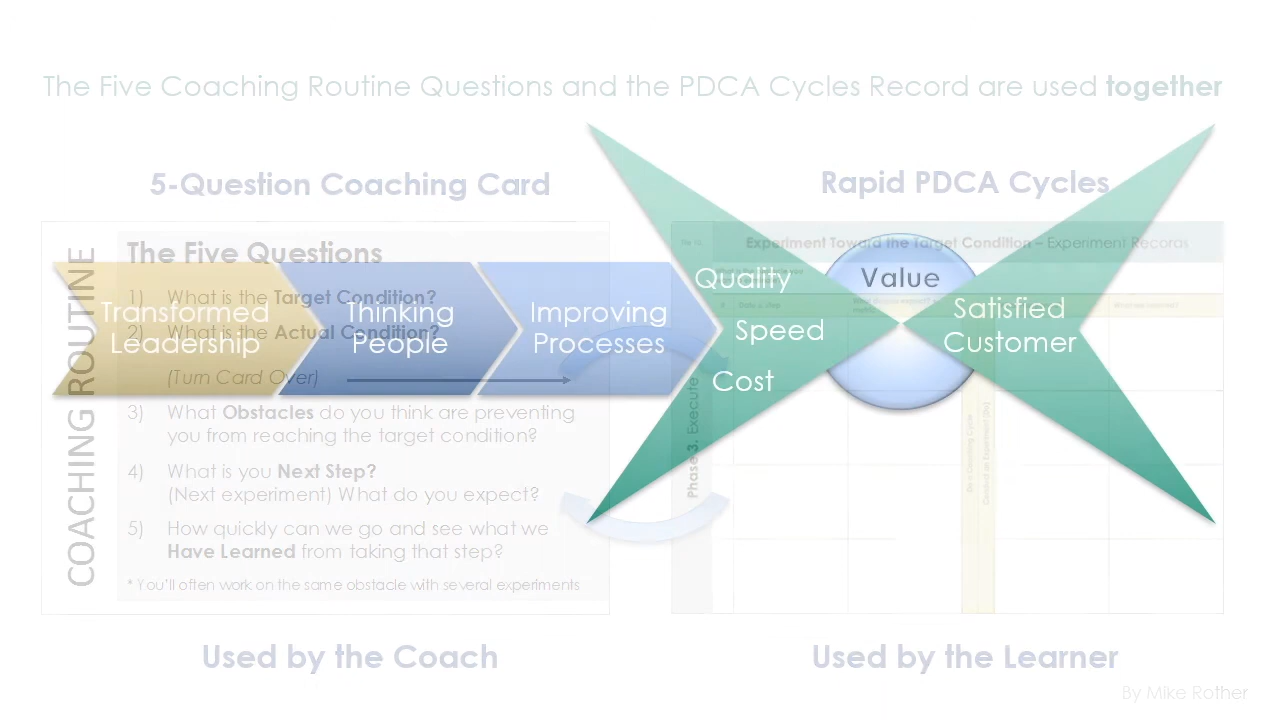 The Five Coaching Routine Questions and the PDCA Cycles Record are used together
5-Question Coaching Card
Rapid PDCA Cycles
COACHING ROUTINE
The Five Questions
1) What is the Target Condition?
2) What is the Actual Condition?
(Turn Card Over)
3) What Obstacles do you think are preventing
you from reaching the target condition?
4) What is you Next Step?
(Next experiment) What do you expect?
5) How quickly can we go and see what we
Have Learned from taking that step?
* You'll often work on the same obstacle with several experiments
Transformed
Leadership
Thinking
People
Improving
Processes
Quality
Speed
Cost
Value
Satisfied
Customer
Experiment Toward the Target Condition – Experiment Records
Phase 3. Execute
Used by the Coach
Used by the Learner
By Mike Rother